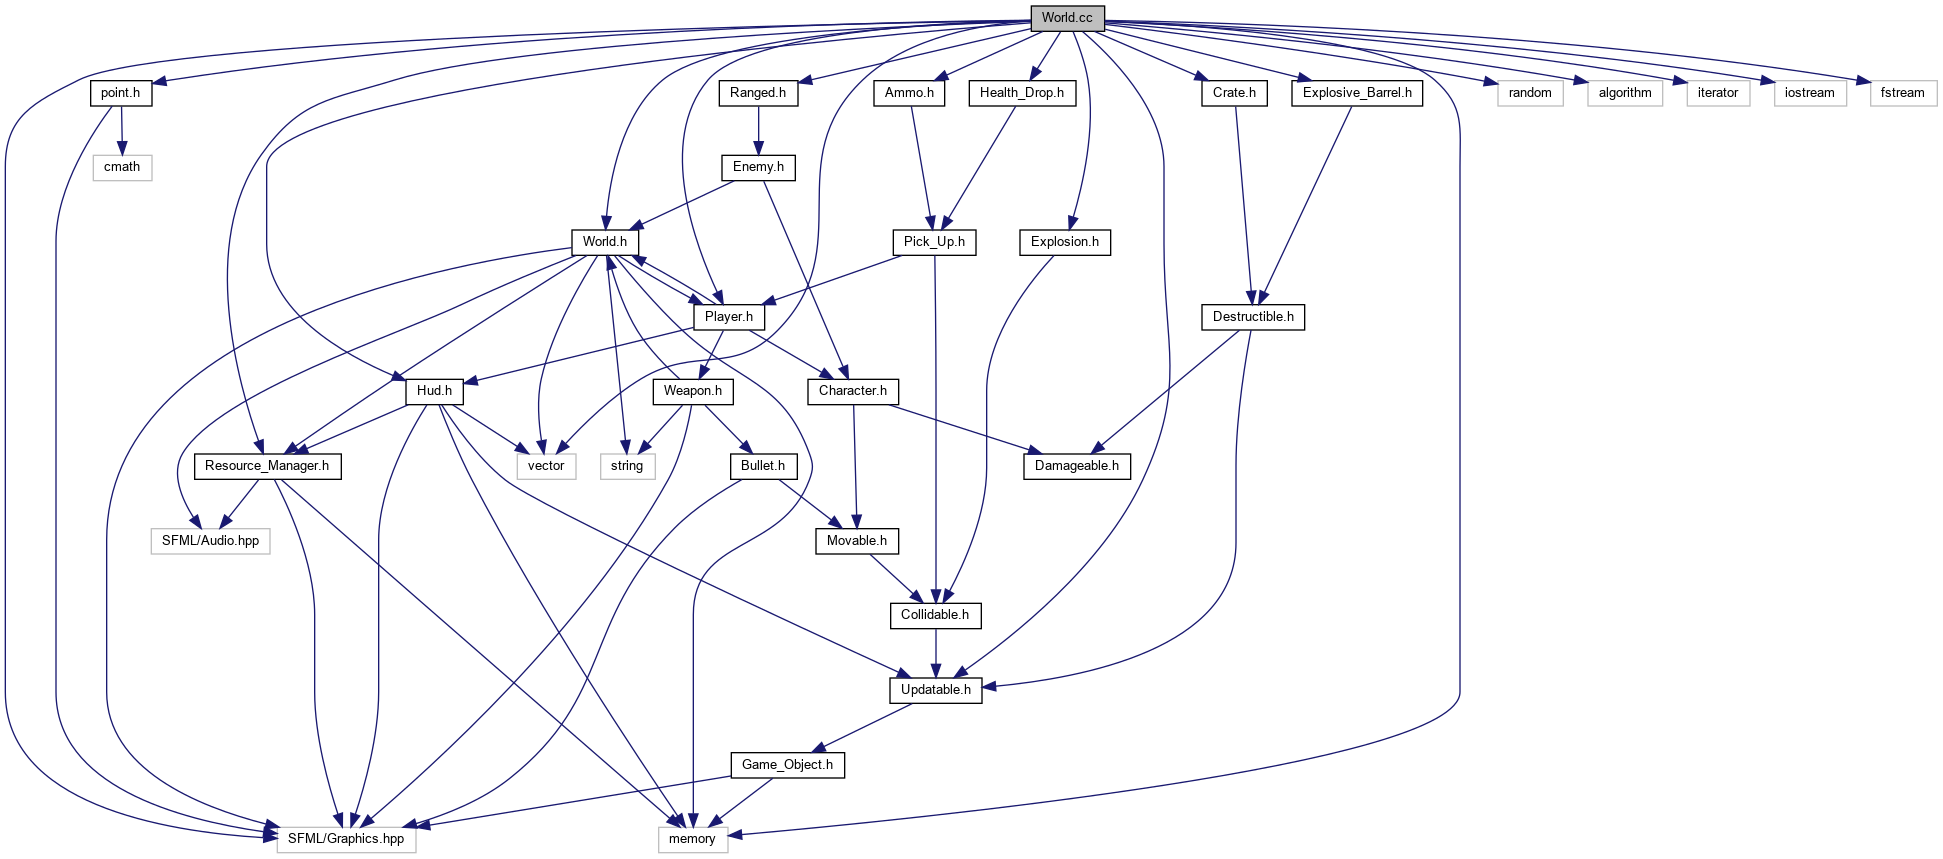 World.cc
point.h
Ranged.h
Ammo.h
Health_Drop.h
Crate.h
Explosive_Barrel.h
random
algorithm
iterator
iostream
fstream
cmath
Enemy.h
World.h
Pick_Up.h
Explosion.h
Player.h
Destructible.h
Hud.h
Weapon.h
Character.h
Resource_Manager.h
vector
string
Bullet.h
Damageable.h
SFML/Audio.hpp
Movable.h
Collidable.h
Updatable.h
Game_Object.h
SFML/Graphics.hpp
memory